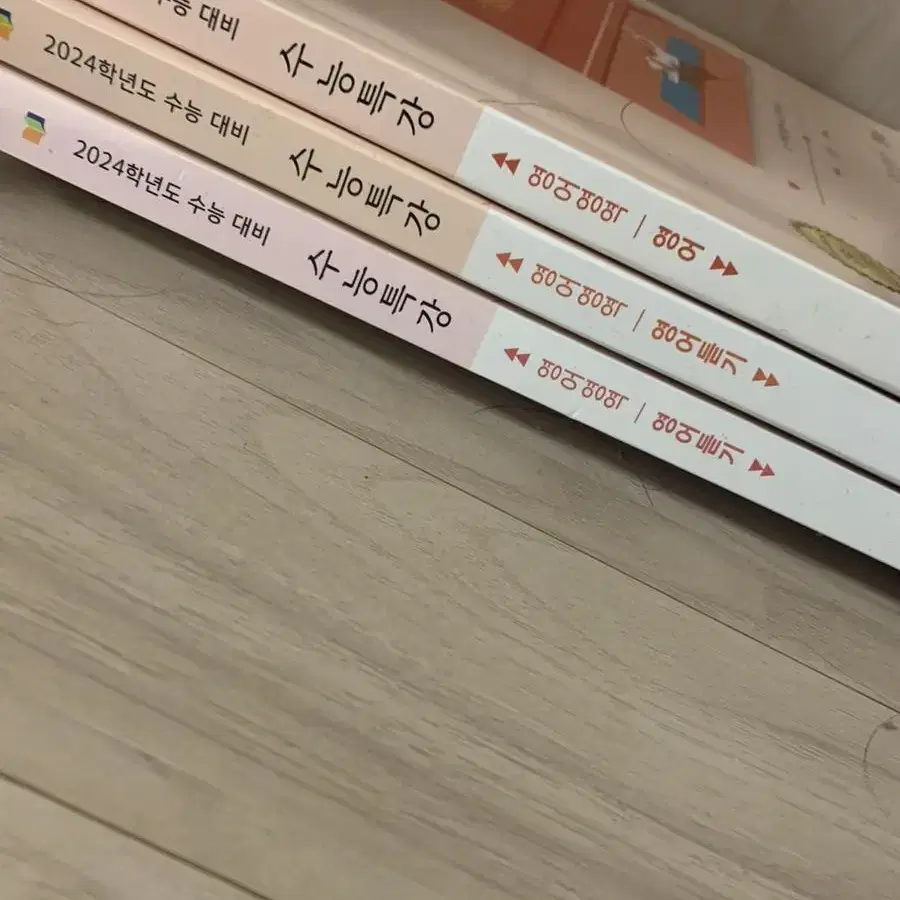 수능 대비 수능특강 ◀◀ 영어영역 | 영어 ▶▶
2024학년도 수능 대비 수능특강 ◀◀ 영어영역 | 영어듣기 ▶▶
2024학년도 수능 대비 수능특강 ◀◀ 영어영역 | 영어듣기 ▶▶